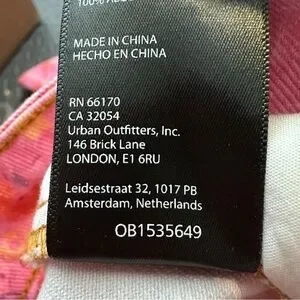 MADE IN CHINA
HECHO EN CHINA
RN 66170
CA 32054
Urban Outfitters, Inc.
146 Brick Lane
LONDON, E1 6RU
Leidsestraat 32, 1017 PB
Amsterdam, Netherlands
OB1535649